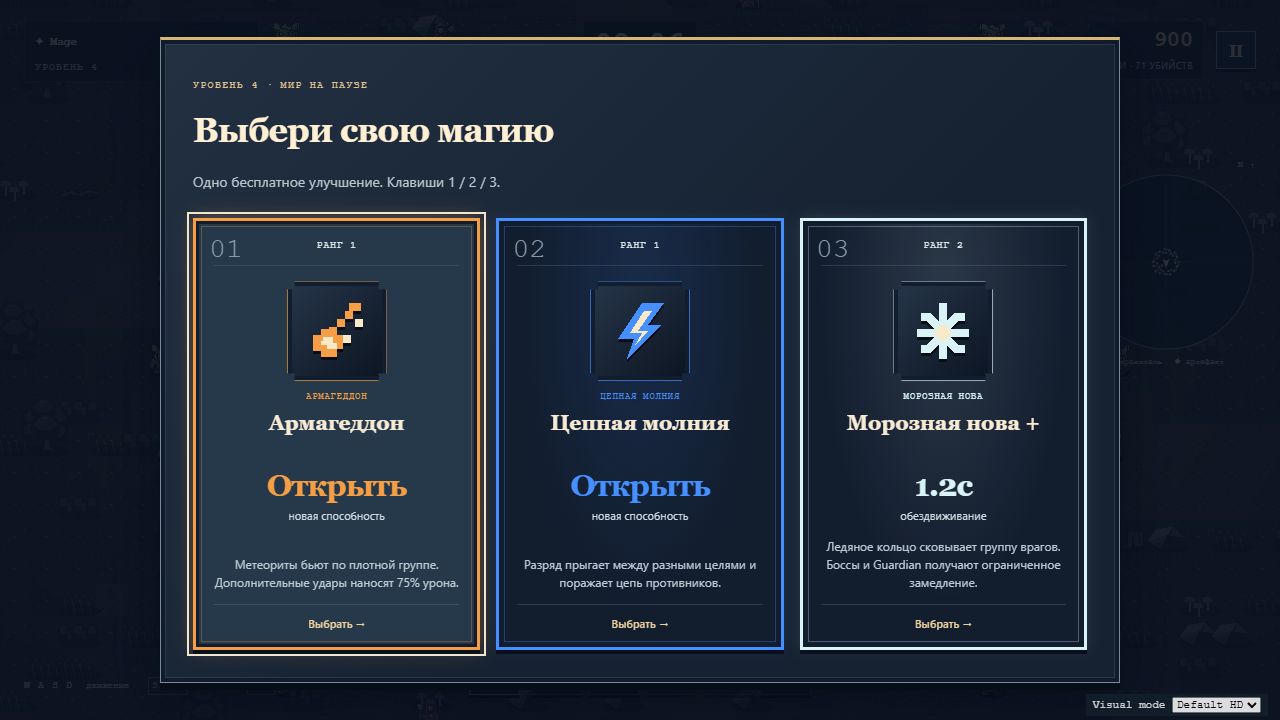 ✦ Mage
900
УРОВЕНЬ 4
71 УБИЙСТВ
II
УРОВЕНЬ 4 · МИР НА ПАУЗЕ
Выбери свою магию
Одно бесплатное улучшение. Клавиши 1 / 2 / 3.
01
РАНГ 1
АРМАГЕДДОН
Армагеддон
Открыть
новая способность
Метеориты бьют по плотной группе.
Дополнительные удары наносят 75% урона.
Выбрать →
02
РАНГ 1
ЦЕПНАЯ МОЛНИЯ
Цепная молния
Открыть
новая способность
Разряд прыгает между разными целями и
поражает цепь противников.
Выбрать →
03
РАНГ 2
МОРОЗНАЯ НОВА
Морозная нова +
1.2с
обездвиживание
Ледяное кольцо сковывает группу врагов.
Боссы и Guardian получают ограниченное
замедление.
Выбрать →
W A S D движение
Visual mode Default HD